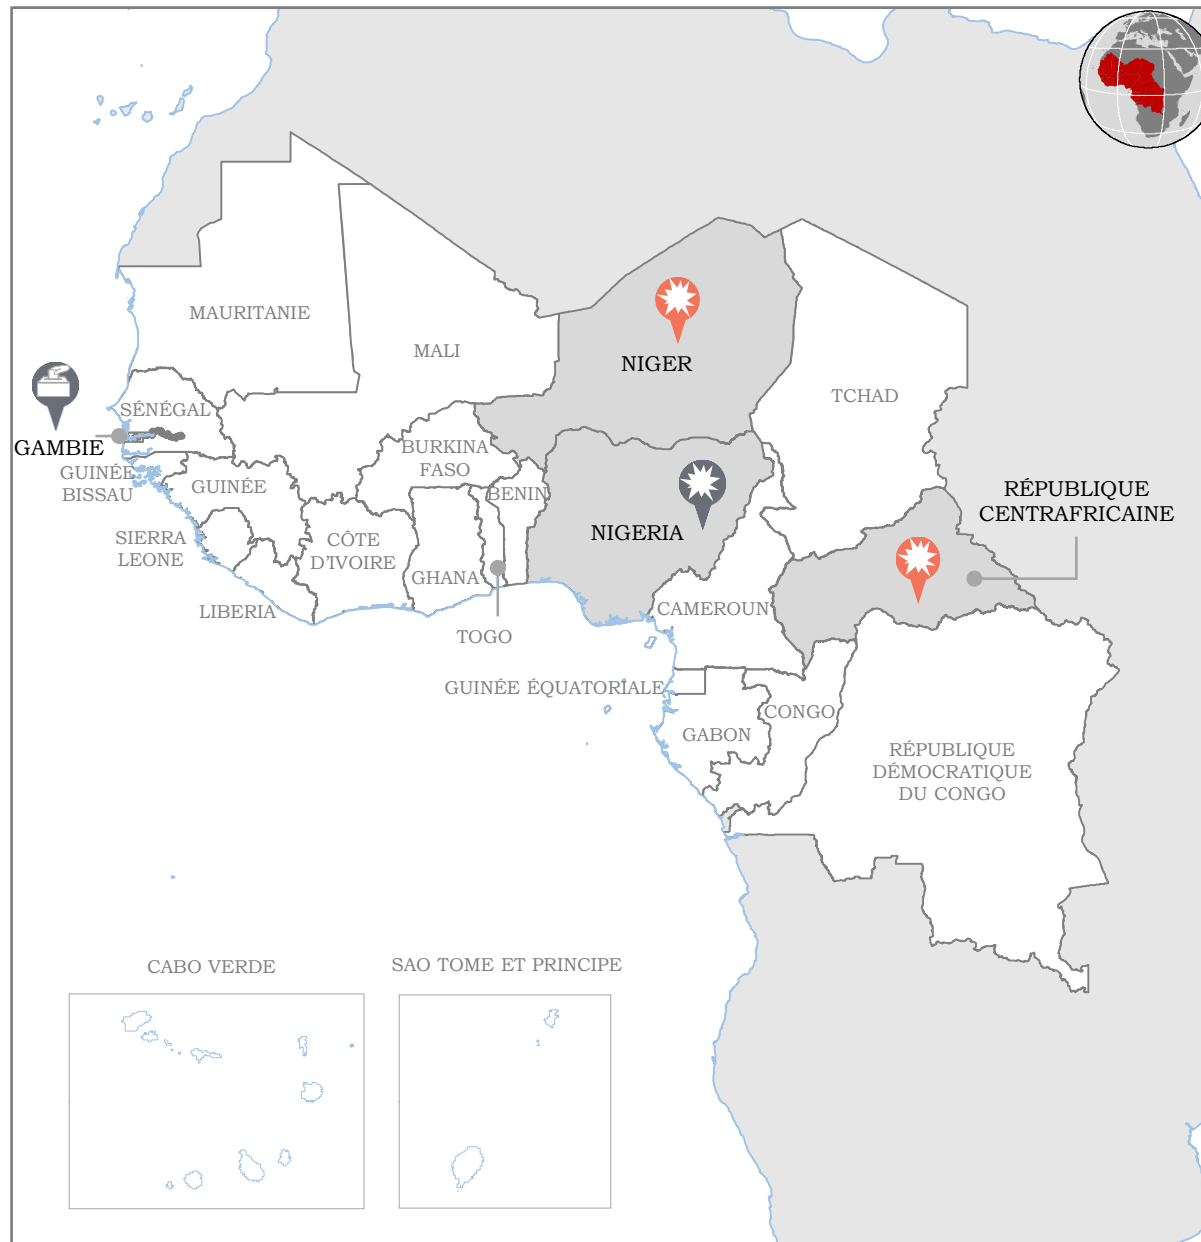 MAURITANIE
MALI
NIGER
TCHAD
SÉNÉGAL
GAMBIE
GUINÉE
BISSAU
GUINÉE
BURKINA
FASO
BENIN
NIGERIA
RÉPUBLIQUE
CENTRAFRICAINE
SIERRA
LEONE
CÔTE
D'IVOIRE
GHANA
LIBERIA
TOGO
CAMEROUN
GUINÉE ÉQUATORIALE
GABON
CONGO
RÉPUBLIQUE
DÉMOCRATIQUE
DU CONGO
CABO VERDE
SAO TOME ET PRINCIPE